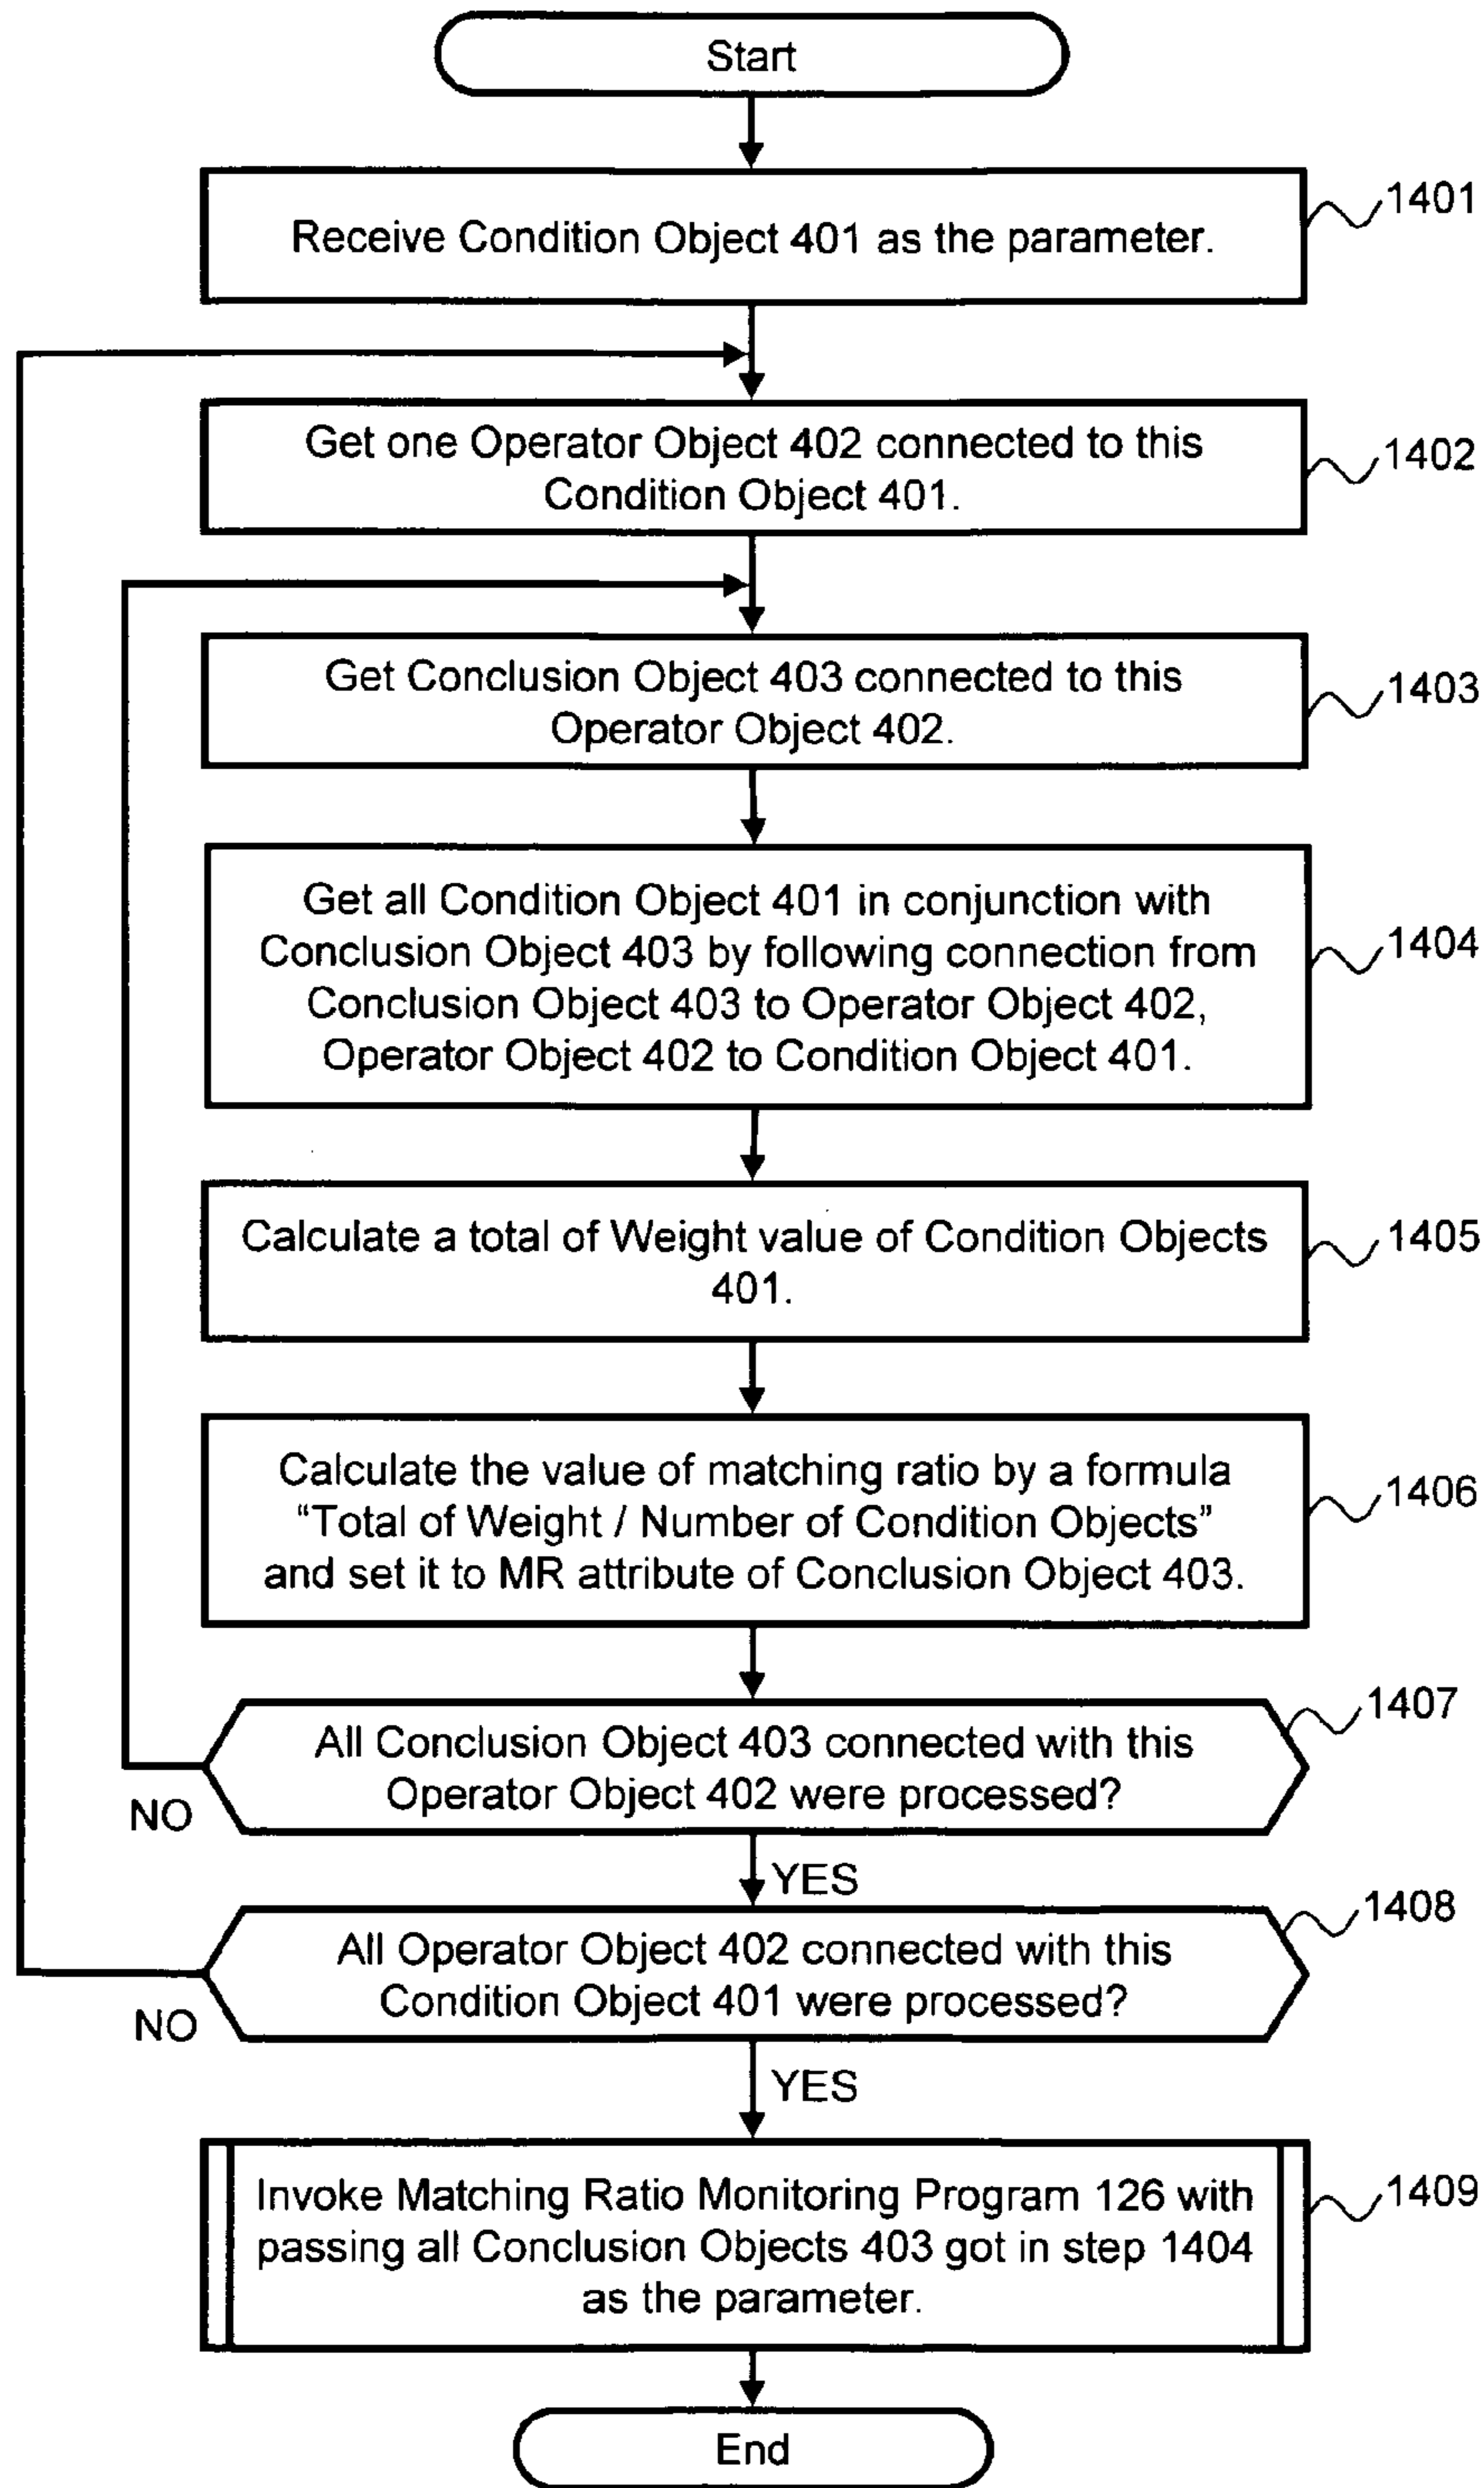 Start
Receive Condition Object 401 as the parameter.
1401
Get one Operator Object 402 connected to this
Condition Object 401.
1402
Get Conclusion Object 403 connected to this
Operator Object 402.
1403
Get all Condition Object 401 in conjunction with
Conclusion Object 403 by following connection from
Conclusion Object 403 to Operator Object 402,
Operator Object 402 to Condition Object 401.
1404
Calculate a total of Weight value of Condition Objects
401.
1405
Calculate the value of matching ratio by a formula
“Total of Weight / Number of Condition Objects”
and set it to MR attribute of Conclusion Object 403.
1406
All Conclusion Object 403 connected with this
Operator Object 402 were processed?
1407
NO
YES
All Operator Object 402 connected with this
Condition Object 401 were processed?
1408
NO
YES
Invoke Matching Ratio Monitoring Program 126 with
passing all Conclusion Objects 403 got in step 1404
as the parameter.
1409
End